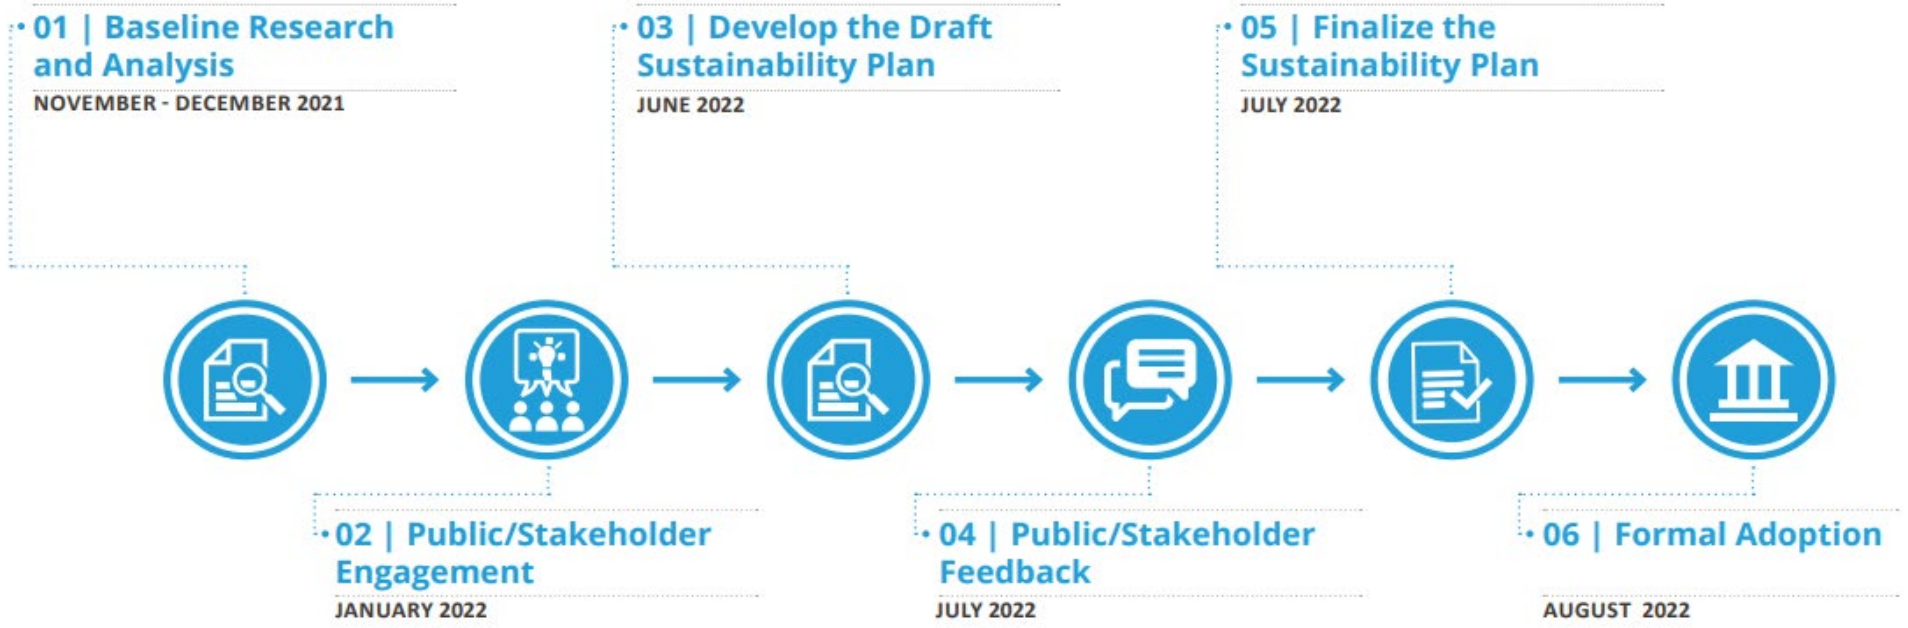 01 | Baseline Research
and Analysis
NOVEMBER - DECEMBER 2021
02 | Public/Stakeholder
Engagement
JANUARY 2022
03 | Develop the Draft
Sustainability Plan
JUNE 2022
04 | Public/Stakeholder
Feedback
JULY 2022
05 | Finalize the
Sustainability Plan
JULY 2022
06 | Formal Adoption
AUGUST 2022